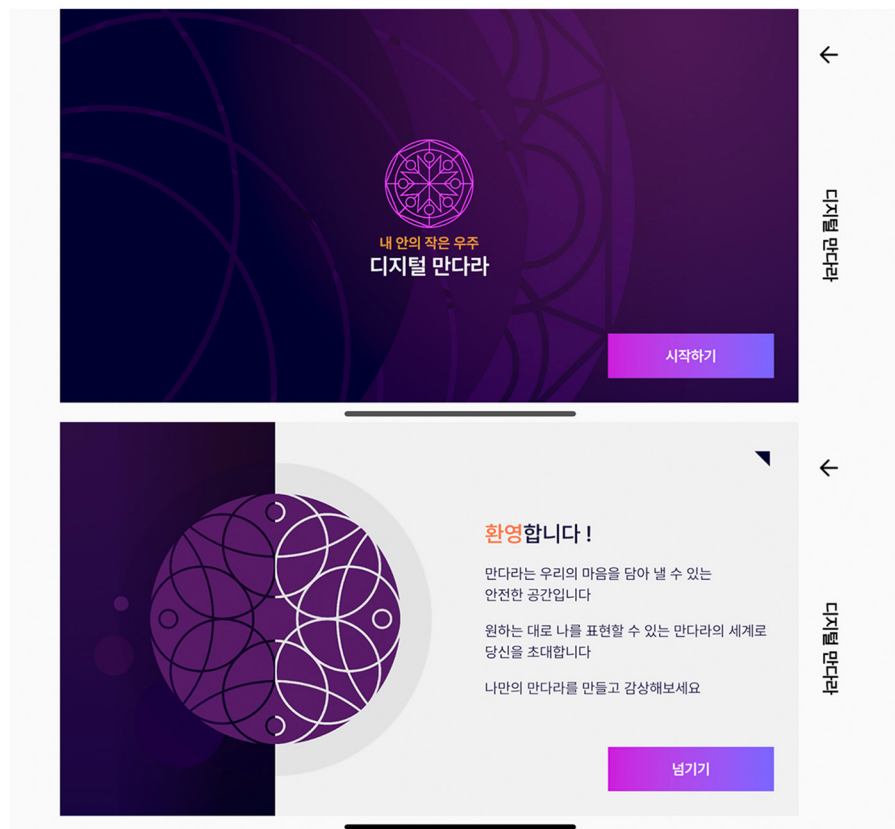 내 안의 작은 우주
디지털 만다라
시작하기
디지털 만다라
환영합니다 !
만다라는 우리의 마음을 담아 낼 수 있는
안전한 공간입니다
원하는 대로 나를 표현할 수 있는 만다라의 세계로
당신을 초대합니다
나만의 만다라를 만들고 감상해보세요
넘기기
디지털 만다라